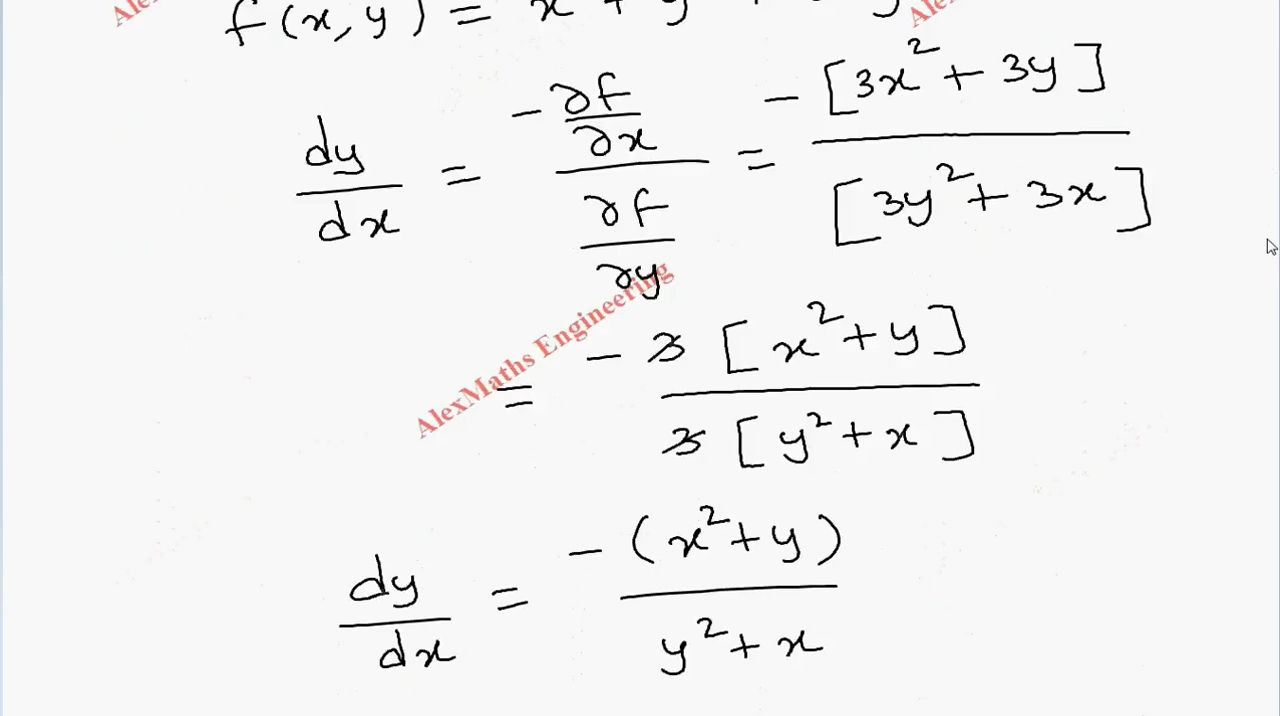 f(x, y) = x + y
dy/dx = -∂f/∂x / ∂f/∂y = -[3x² + 3y] / [3y² + 3x]
= -3 [x² + y] / 3 [y² + x]
AlexMaths Engineering
dy/dx = -(x² + y) / y² + x